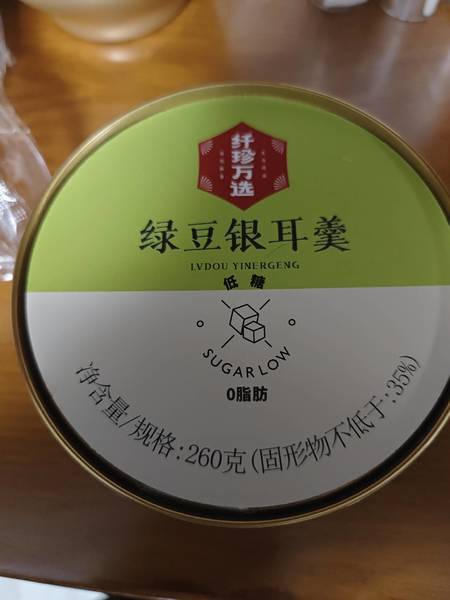 纤珍万选
绿豆银耳羹
LVDOU YINERGENG
低糖
SUGAR LOW
0脂肪
净含量/规格:260克(固形物不低于:35%)